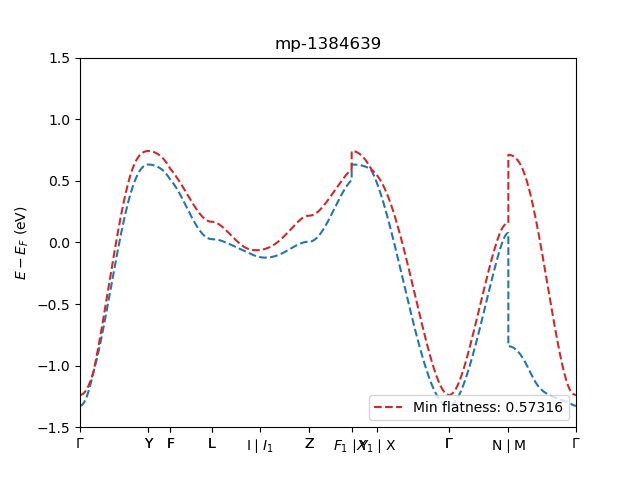 mp-1384639
E − E_F (eV)
1.5
1.0
0.5
0.0
−0.5
−1.0
−1.5
Min flatness: 0.57316
Γ Y F L I | I₁ Z F₁ | Y₁ | X Γ N | M Γ